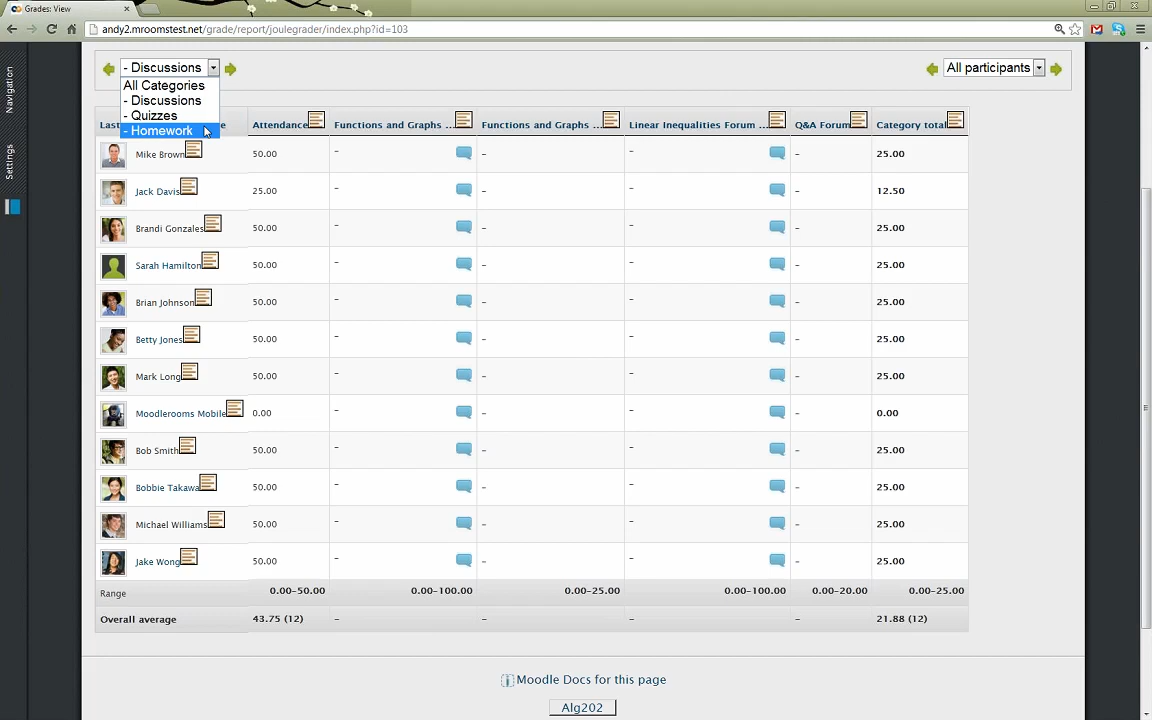 Grades: View
andy2.mroomstest.net/grade/report/joulegrader/index.php?id=103
Navigation
Settings
- Discussions
All participants
All Categories
- Discussions
- Quizzes
- Homework
Last Attendance Functions and Graphs ... Functions and Graphs ... Linear Inequalities Forum ... Q&A Forum Category total
Mike Brown 50.00 - - - - 25.00
Jack Davis 25.00 - - - - 12.50
Brandi Gonzales 50.00 - - - - 25.00
Sarah Hamilton 50.00 - - - - 25.00
Brian Johnson 50.00 - - - - 25.00
Betty Jones 50.00 - - - - 25.00
Mark Long 50.00 - - - - 25.00
Moodlerooms Mobile 0.00 - - - - 0.00
Bob Smith 50.00 - - - - 25.00
Bobbie Takawa 50.00 - - - - 25.00
Michael Williams 50.00 - - - - 25.00
Jake Wong 50.00 - - - - 25.00
Range 0.00-50.00 0.00-100.00 0.00-25.00 0.00-100.00 0.00-20.00 0.00-25.00
Overall average 43.75 (12) - - - - 21.88 (12)
Moodle Docs for this page
Alg202